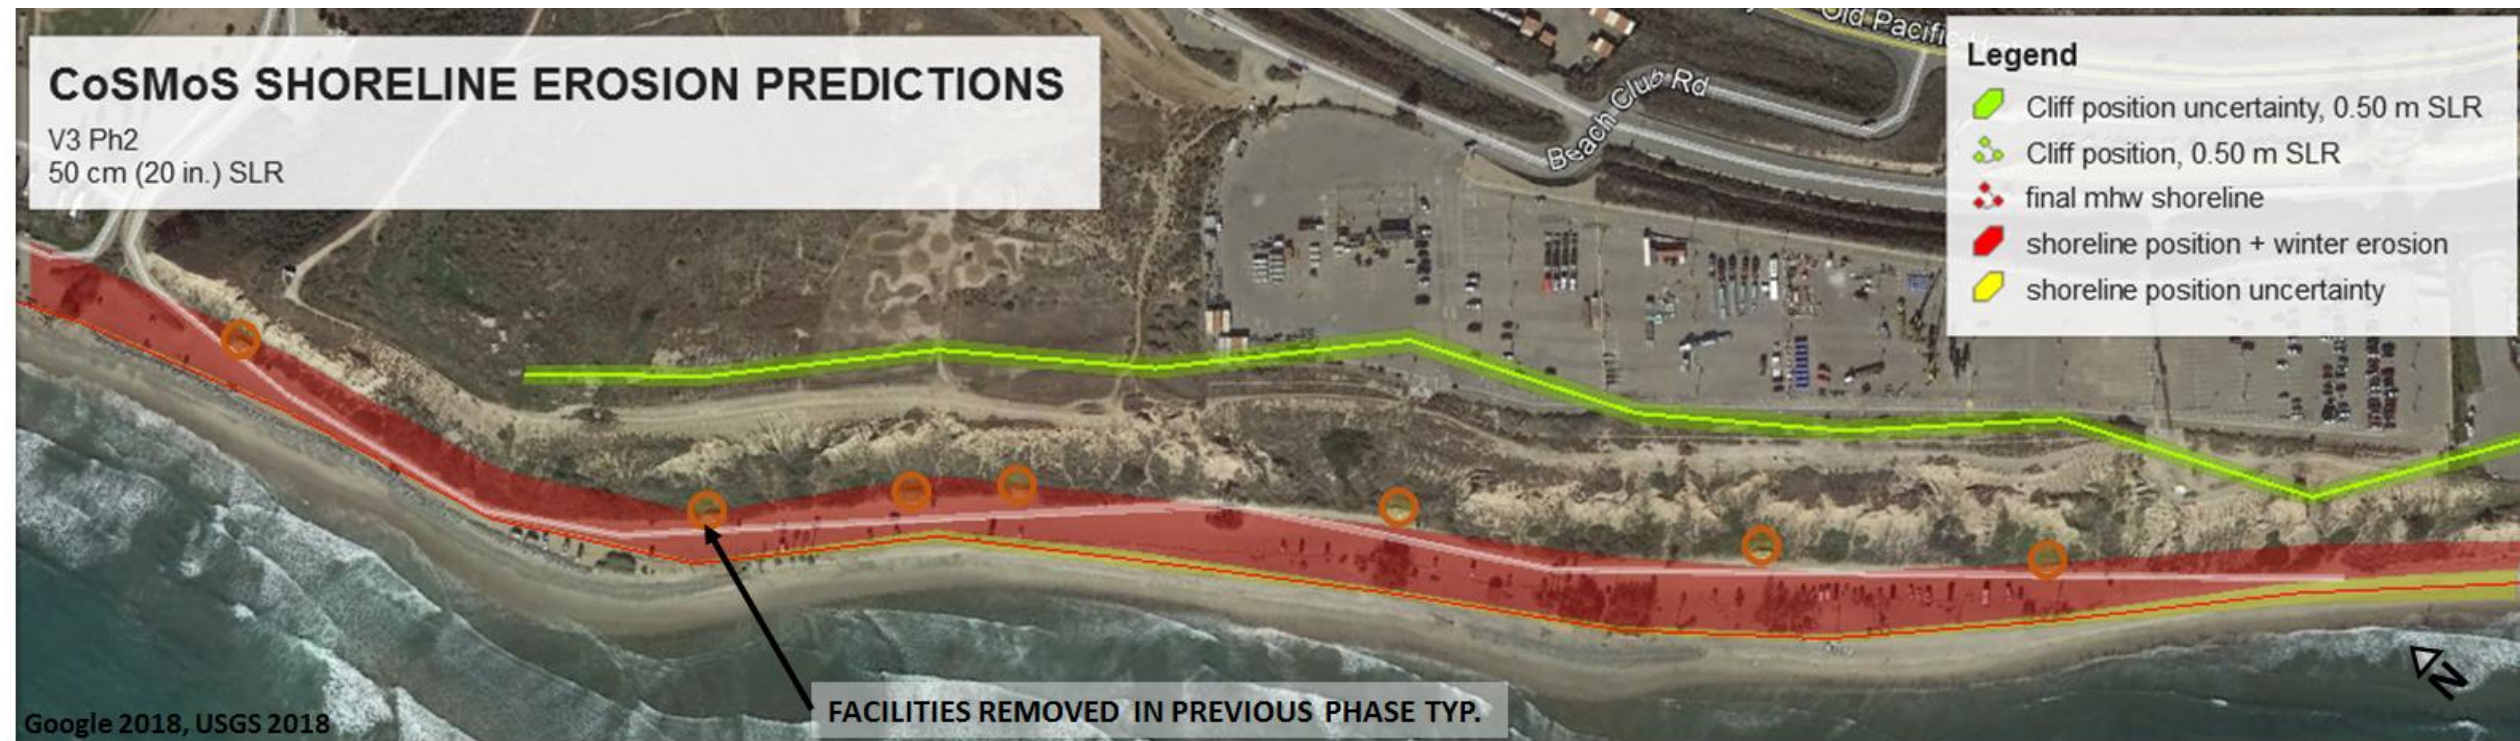 CoSMoS SHORELINE EROSION PREDICTIONS
V3 Ph2
50 cm (20 in.) SLR
Beach Club Rd
Old Pacific
Legend
Cliff position uncertainty, 0.50 m SLR
Cliff position, 0.50 m SLR
final mhw shoreline
shoreline position + winter erosion
shoreline position uncertainty
FACILITIES REMOVED IN PREVIOUS PHASE TYP.
N
Google 2018, USGS 2018